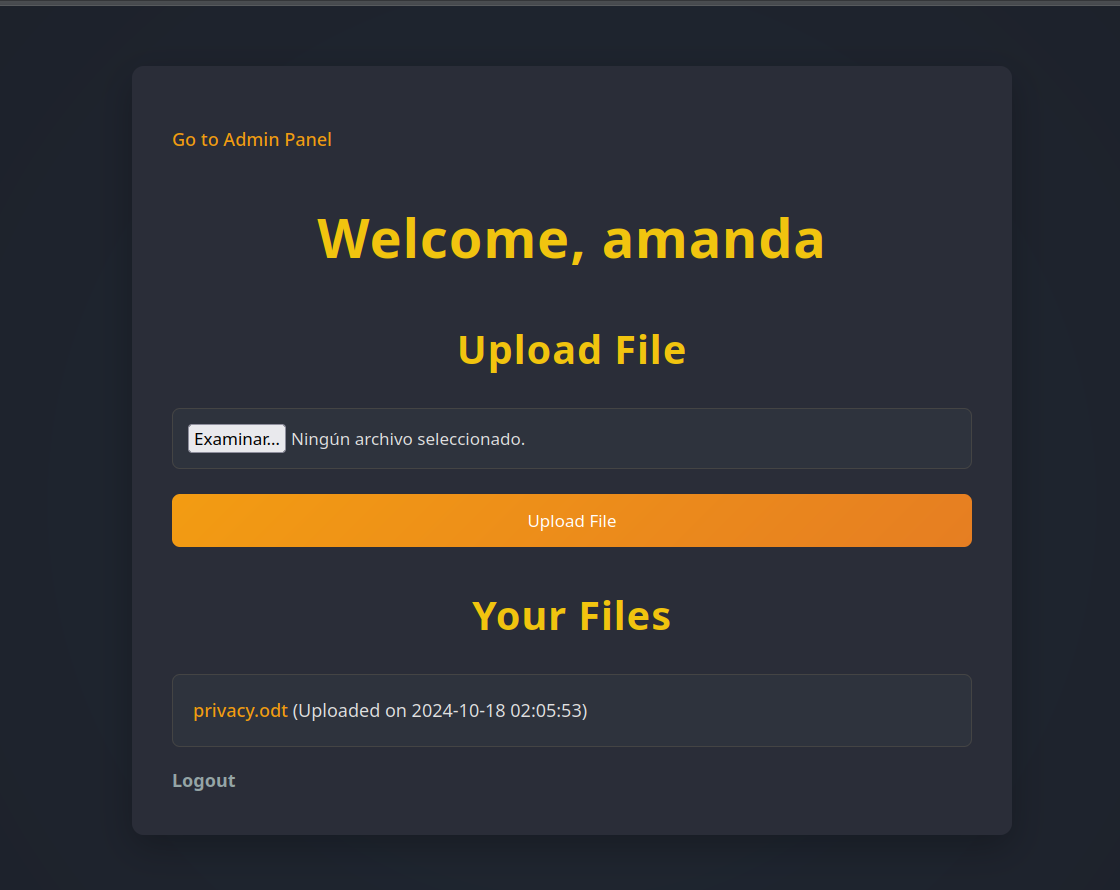 Go to Admin Panel
Welcome, amanda
Upload File
Examinar... Ningún archivo seleccionado.
Upload File
Your Files
privacy.odt (Uploaded on 2024-10-18 02:05:53)
Logout